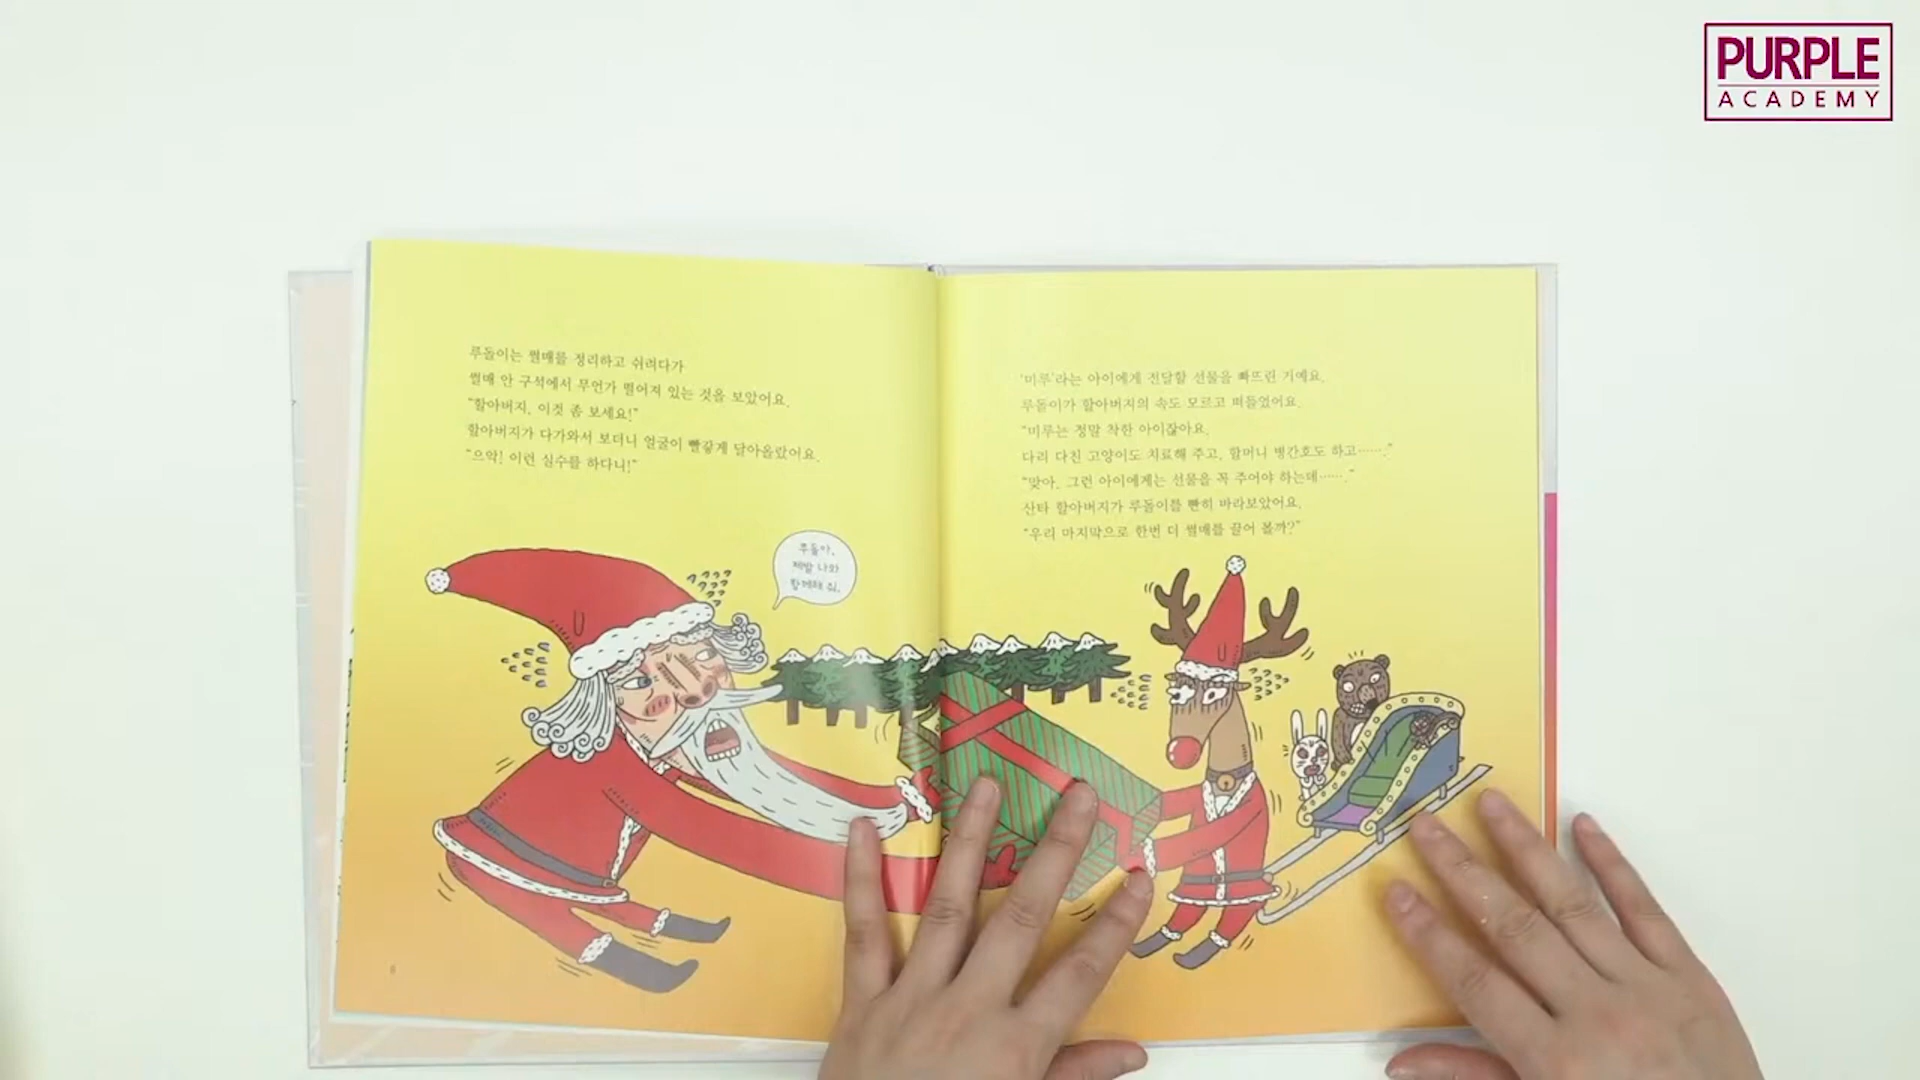 PURPLE
ACADEMY
루돌이는 썰매를 정리하고 쉬려다가
썰매 안 구석에서 무언가 떨어져 있는 것을 보았어요.
"할아버지, 이것 좀 보세요!"
할아버지가 다가와서 보더니 얼굴이 빨갛게 달아올랐어요.
"으악! 이런 실수를 하다니!"
루돌아,
제발 나와
함께해 줘.
8
'미루'라는 아이에게 전달할 선물을 빠뜨린 거예요.
루돌이가 할아버지의 속도 모르고 떠들었어요.
"미루는 정말 착한 아이잖아요.
다리 다친 고양이도 치료해 주고, 할머니 병간호도 하고……."
"맞아. 그런 아이에게는 선물을 꼭 주어야 하는데……."
산타 할아버지가 루돌이를 빤히 바라보았어요.
"우리 마지막으로 한번 더 썰매를 끌어 볼까?"